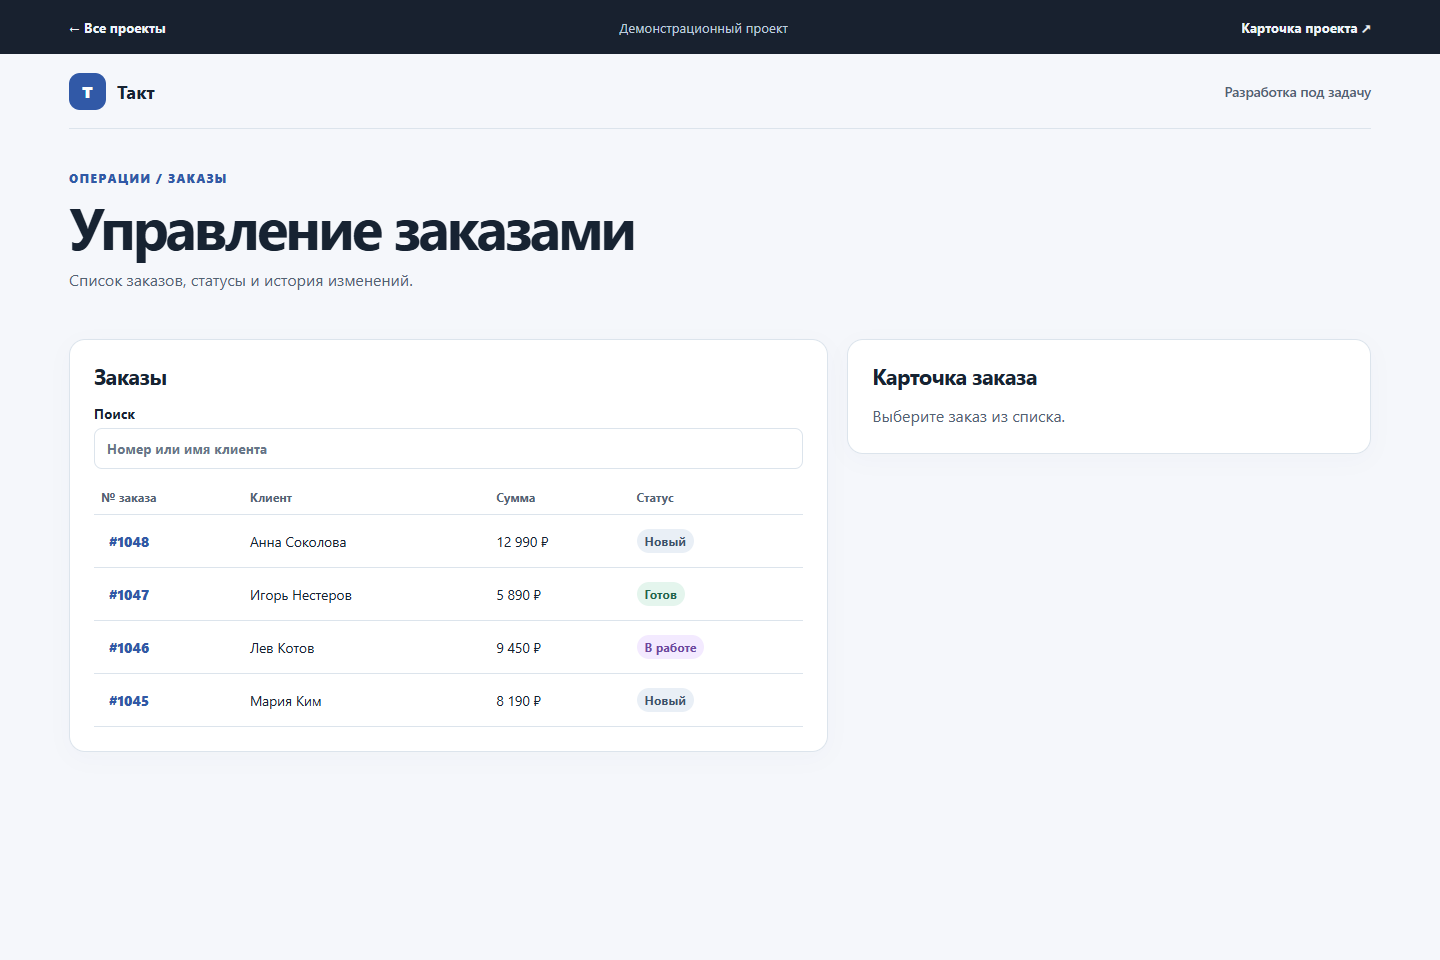 ← Все проекты
Демонстрационный проект
Карточка проекта ↗
Т Такт
Разработка под задачу
ОПЕРАЦИИ / ЗАКАЗЫ
Управление заказами
Список заказов, статусы и история изменений.
Заказы
Поиск
Номер или имя клиента
№ заказа Клиент Сумма Статус
#1048 Анна Соколова 12 990 ₽ Новый
#1047 Игорь Нестеров 5 890 ₽ Готов
#1046 Лев Котов 9 450 ₽ В работе
#1045 Мария Ким 8 190 ₽ Новый
Карточка заказа
Выберите заказ из списка.